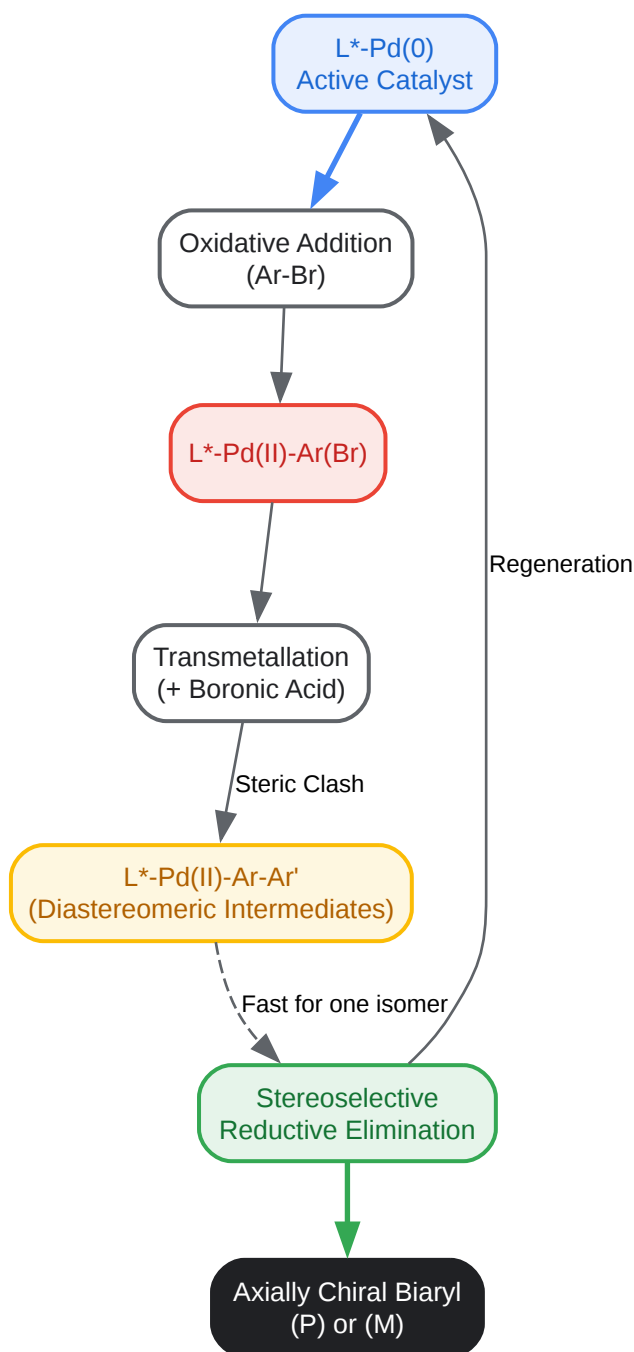 L*-Pd(0)
Active Catalyst
Oxidative Addition
(Ar-Br)
L*-Pd(II)-Ar(Br)
Regeneration
Transmetallation
(+ Boronic Acid)
Steric Clash
L*-Pd(II)-Ar-Ar'
(Diastereomeric Intermediates)
Fast for one isomer
Stereoselective
Reductive Elimination
Axially Chiral Biaryl
(P) or (M)